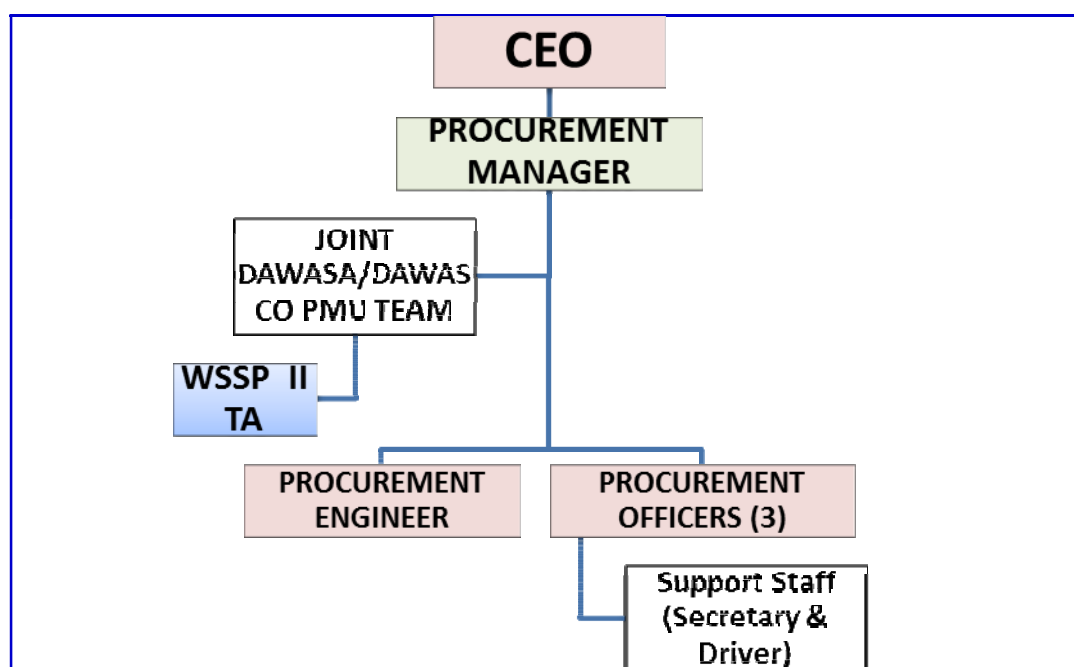 CEO
PROCUREMENT
MANAGER
JOINT
DAWASA/DAWAS
CO PMU TEAM
WSSP II
TA
PROCUREMENT
ENGINEER
PROCUREMENT
OFFICERS (3)
Support Staff
(Secretary &
Driver)